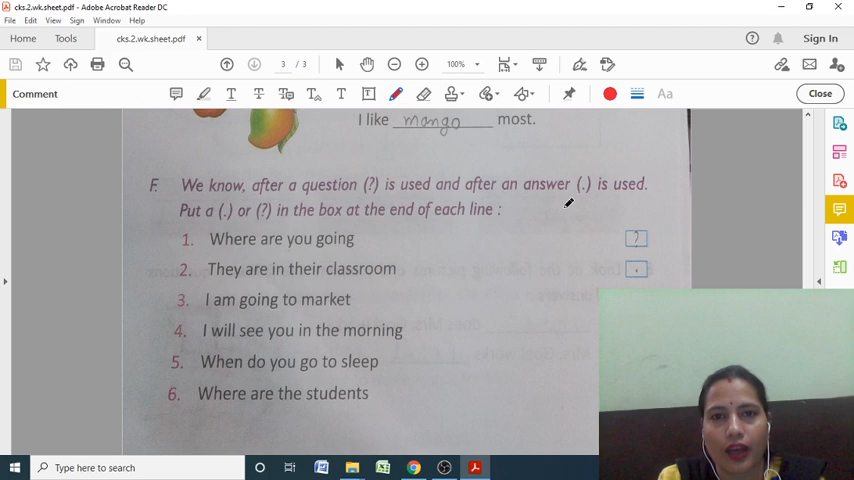 cks.2.wk.sheet.pdf - Adobe Acrobat Reader DC
File Edit View Sign Window Help
Home Tools cks.2.wk.sheet.pdf × Sign In
3 / 3 100%
Comment Aa Close
I like mango most.
F. We know, after a question (?) is used and after an answer (.) is used.
Put a (.) or (?) in the box at the end of each line :
1. Where are you going ?
2. They are in their classroom .
3. I am going to market
4. I will see you in the morning
5. When do you go to sleep
6. Where are the students
Type here to search